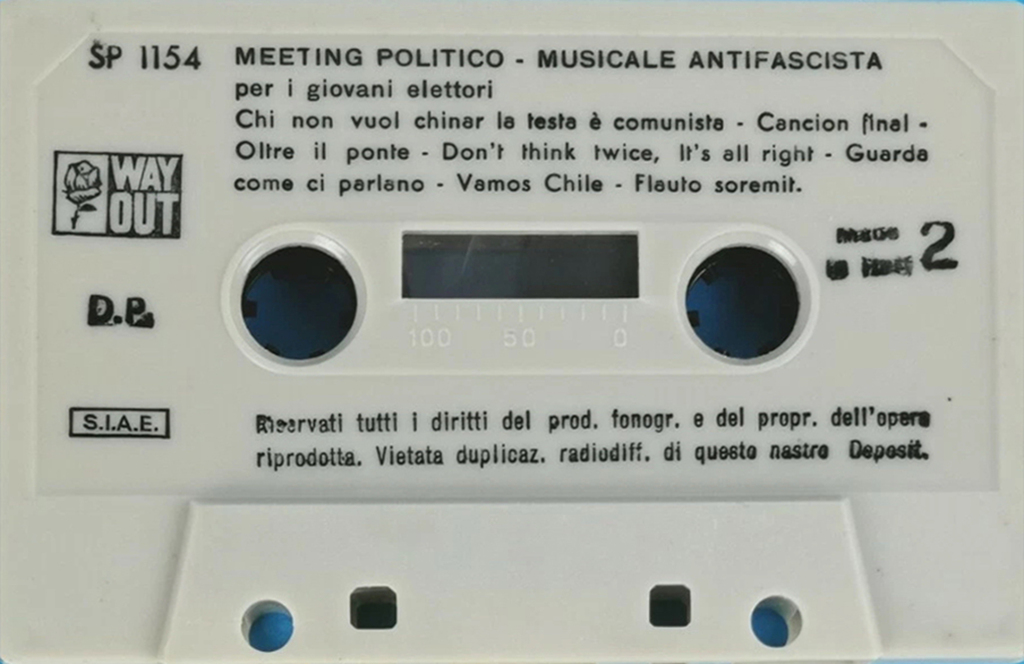 SP 1154
MEETING POLITICO - MUSICALE ANTIFASCISTA
per i giovani elettori
Chi non vuol chinar la testa è comunista - Cancion final -
Oltre il ponte - Don't think twice, It's all right - Guarda
come ci parlano - Vamos Chile - Flauto soremit.
WAY
OUT
made 2
in Italy
D.P.
100 50 0
S.I.A.E.
Riservati tutti i diritti del prod. fonogr. e del propr. dell'opera
riprodotta. Vietata duplicaz. radiodiff. di questo nastro Deposit.